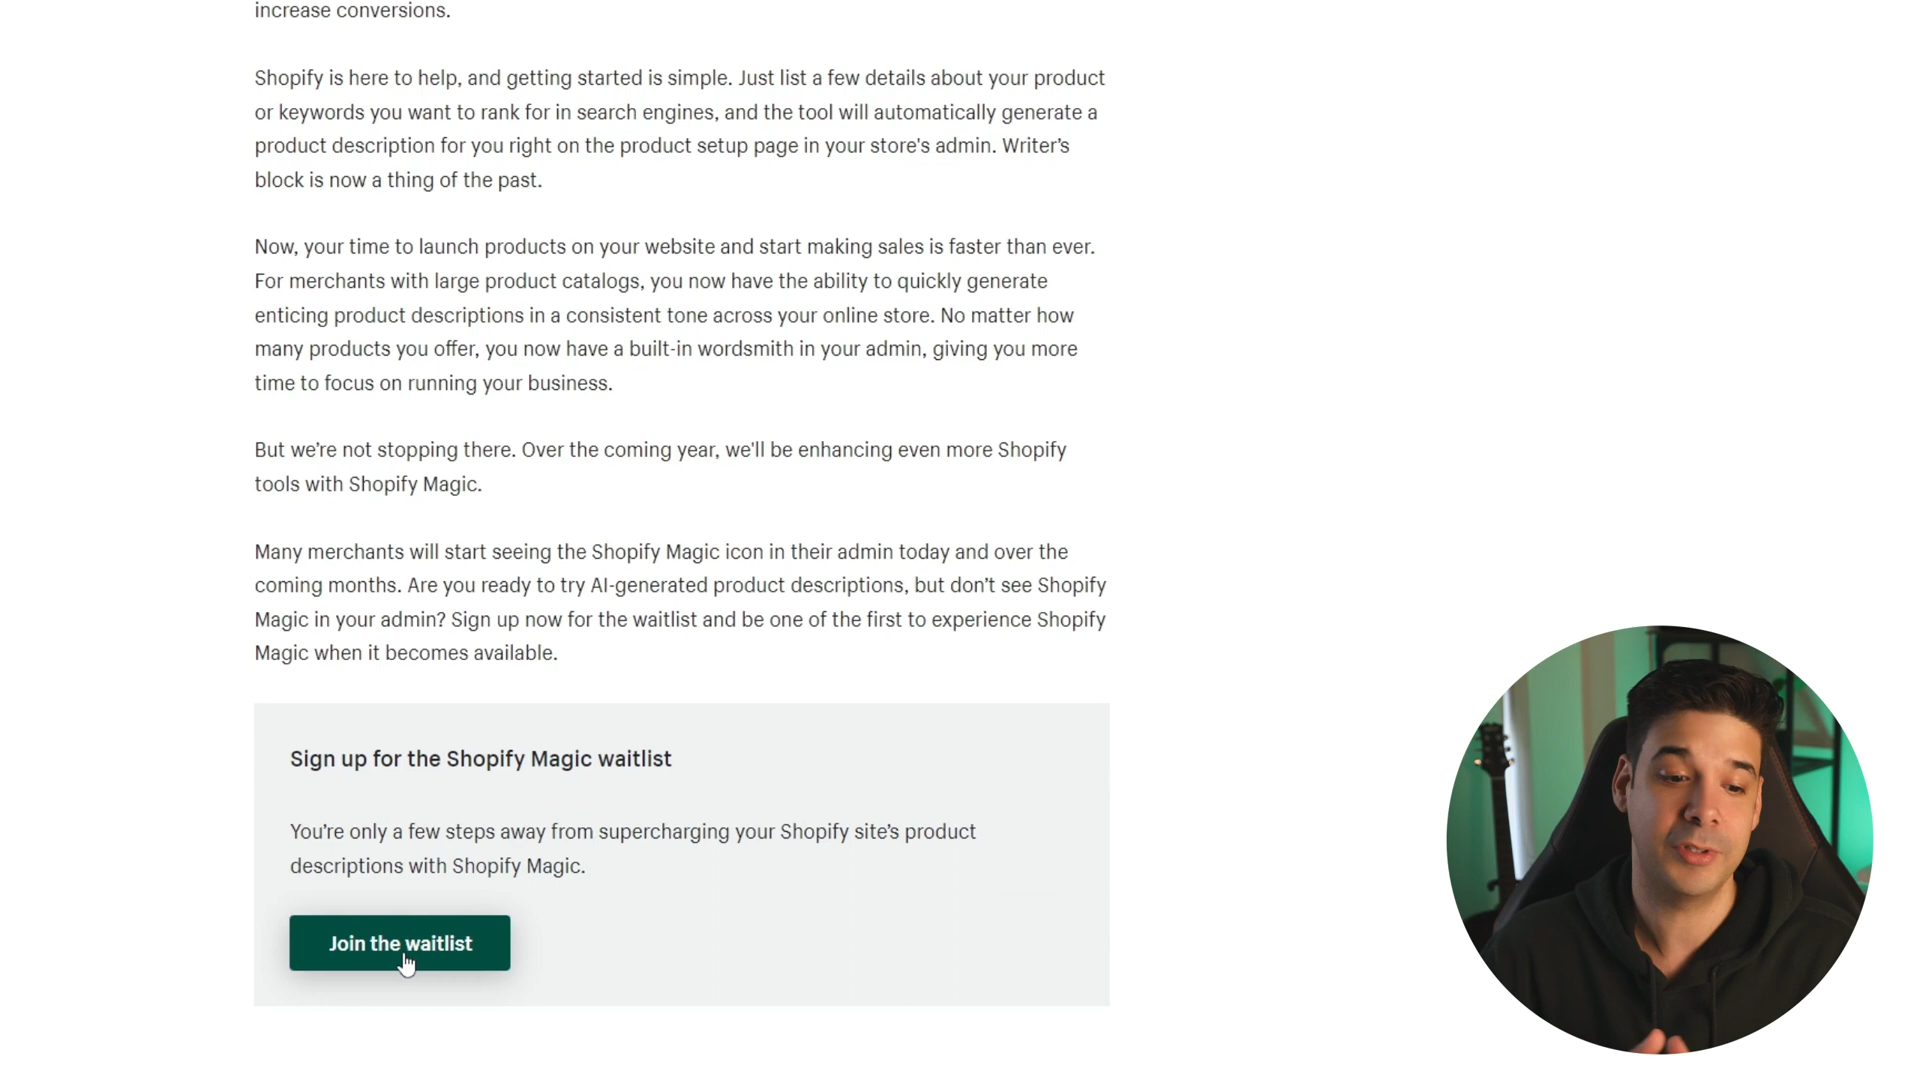 increase conversions.
Shopify is here to help, and getting started is simple. Just list a few details about your product
or keywords you want to rank for in search engines, and the tool will automatically generate a
product description for you right on the product setup page in your store's admin. Writer’s
block is now a thing of the past.
Now, your time to launch products on your website and start making sales is faster than ever.
For merchants with large product catalogs, you now have the ability to quickly generate
enticing product descriptions in a consistent tone across your online store. No matter how
many products you offer, you now have a built-in wordsmith in your admin, giving you more
time to focus on running your business.
But we’re not stopping there. Over the coming year, we'll be enhancing even more Shopify
tools with Shopify Magic.
Many merchants will start seeing the Shopify Magic icon in their admin today and over the
coming months. Are you ready to try AI-generated product descriptions, but don’t see Shopify
Magic in your admin? Sign up now for the waitlist and be one of the first to experience Shopify
Magic when it becomes available.
Sign up for the Shopify Magic waitlist
You’re only a few steps away from supercharging your Shopify site’s product
descriptions with Shopify Magic.
Join the waitlist